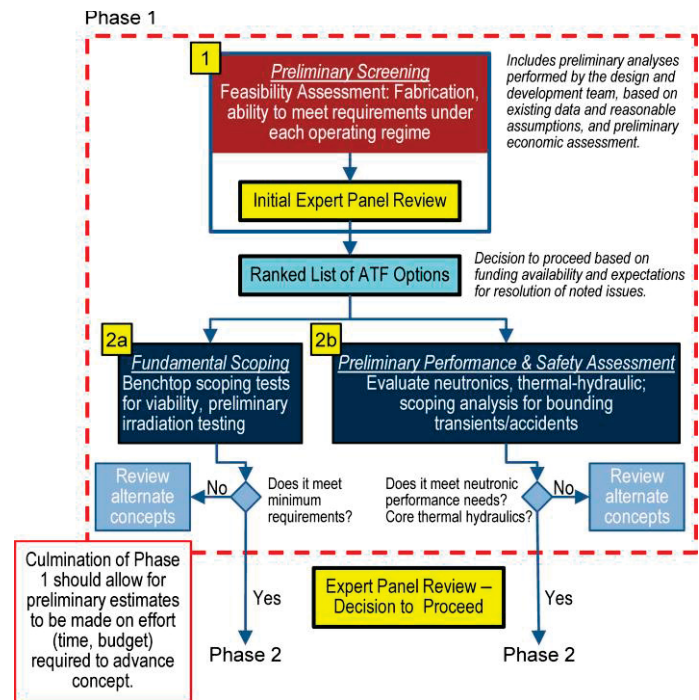 Phase 1
1
Preliminary Screening
Feasibility Assessment: Fabrication,
ability to meet requirements under
each operating regime
Includes preliminary analyses
performed by the design and
development team, based on
existing data and reasonable
assumptions, and preliminary
economic assessment.
Initial Expert Panel Review
Ranked List of ATF Options
Decision to proceed based on
funding availability and expectations
for resolution of noted issues.
2a
Fundamental Scoping
Benchtop scoping tests
for viability, preliminary
irradiation testing
2b
Preliminary Performance & Safety Assessment
Evaluate neutronics, thermal-hydraulic;
scoping analysis for bounding
transients/accidents
Review
alternate
concepts
No
Does it meet
minimum
requirements?
Does it meet neutronic
performance needs?
Core thermal hydraulics?
No
Review
alternate
concepts
Culmination of Phase
1 should allow for
preliminary estimates
to be made on effort
(time, budget)
required to advance
concept.
Yes
Expert Panel Review –
Decision to Proceed
Yes
Phase 2
Phase 2